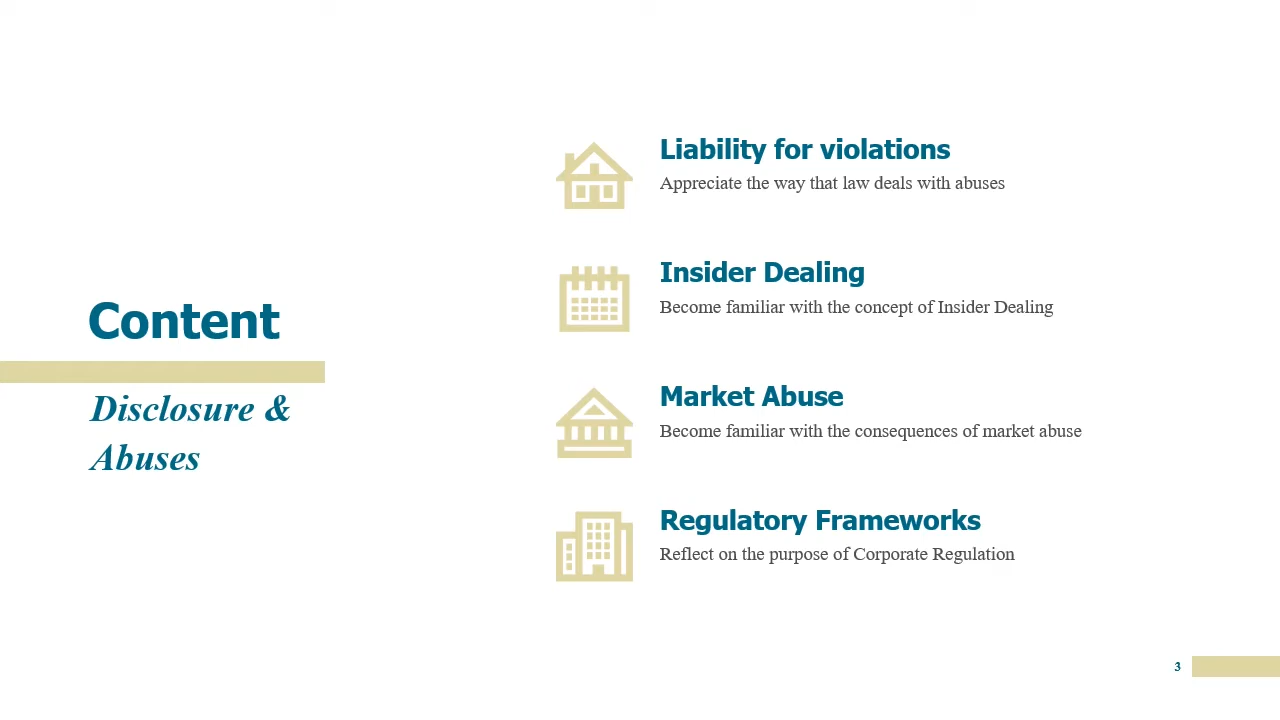 Content
Disclosure &
Abuses
Liability for violations
Appreciate the way that law deals with abuses
Insider Dealing
Become familiar with the concept of Insider Dealing
Market Abuse
Become familiar with the consequences of market abuse
Regulatory Frameworks
Reflect on the purpose of Corporate Regulation
3